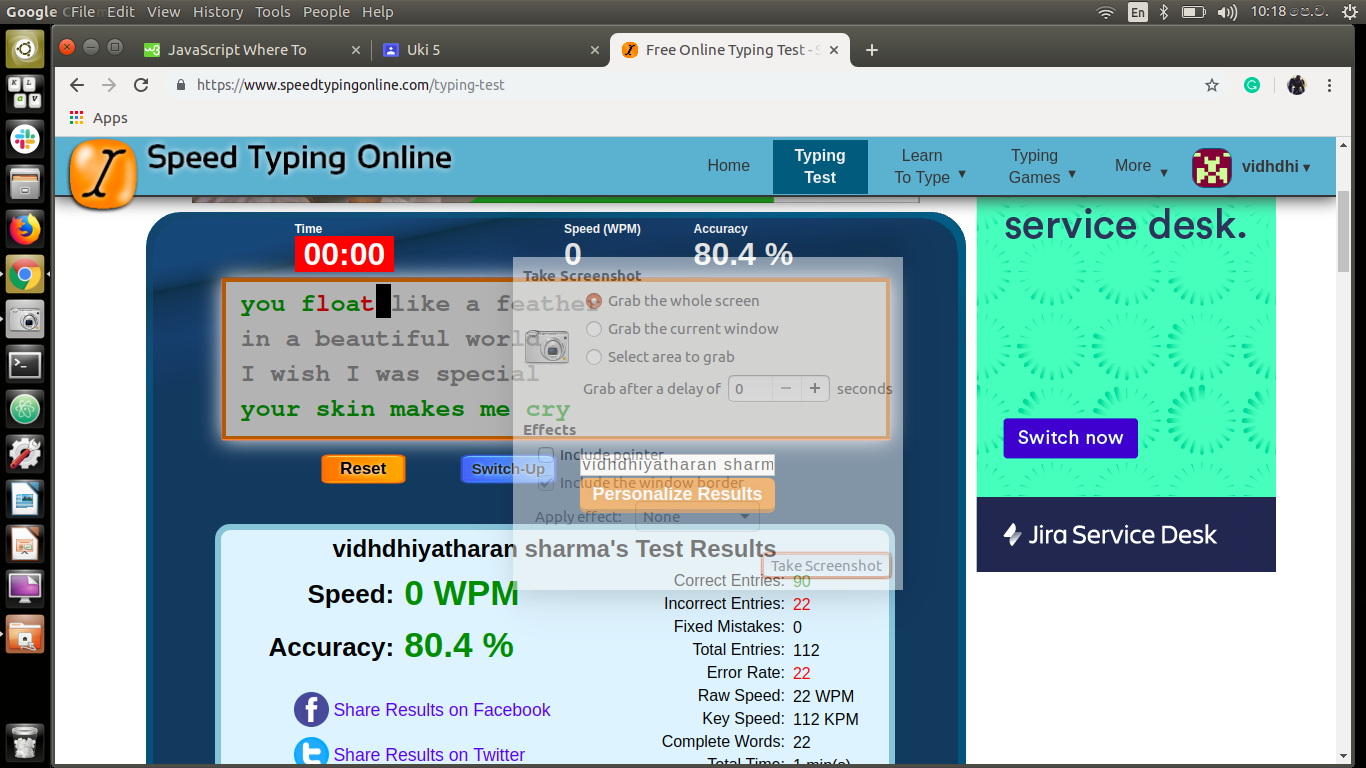 Google Chrome File Edit View History Tools People Help
En 10:18 පෙ.ව.
JavaScript Where To
Uki 5
Free Online Typing Test - S
https://www.speedtypingonline.com/typing-test
Apps
Speed Typing Online
Home
Typing Test
Learn To Type ▾
Typing Games ▾
More ▾
vidhdhi ▾
Time
00:00
Speed (WPM)
0
Accuracy
80.4 %
you float like a feather
in a beautiful world
I wish I was special
your skin makes me cry
Take Screenshot
Grab the whole screen
Grab the current window
Select area to grab
Grab after a delay of 0 − + seconds
Effects
Include pointer
Include the window border
Apply effect: None
Take Screenshot
Reset
Switch-Up
vidhdhiyatharan sharm
Personalize Results
vidhdhiyatharan sharma's Test Results
Speed: 0 WPM
Accuracy: 80.4 %
Share Results on Facebook
Share Results on Twitter
Correct Entries: 90
Incorrect Entries: 22
Fixed Mistakes: 0
Total Entries: 112
Error Rate: 22
Raw Speed: 22 WPM
Key Speed: 112 KPM
Complete Words: 22
Total Time: 1 min(s)
service desk.
Switch now
Jira Service Desk